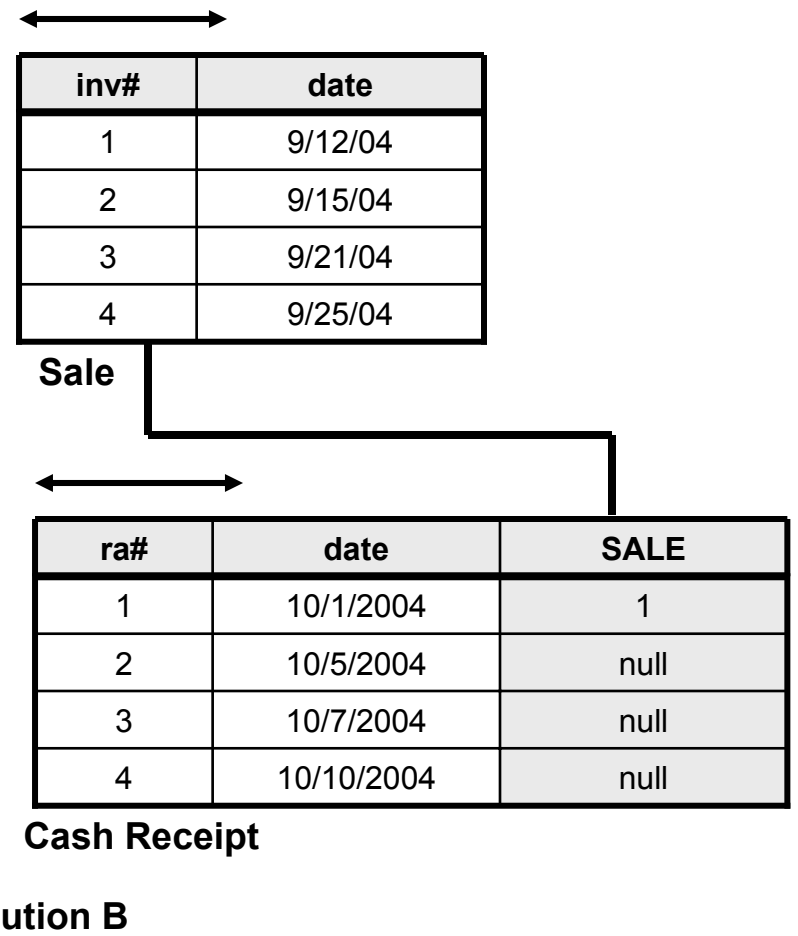 inv# date
1 9/12/04
2 9/15/04
3 9/21/04
4 9/25/04
Sale
ra# date SALE
1 10/1/2004 1
2 10/5/2004 null
3 10/7/2004 null
4 10/10/2004 null
Cash Receipt
ution B